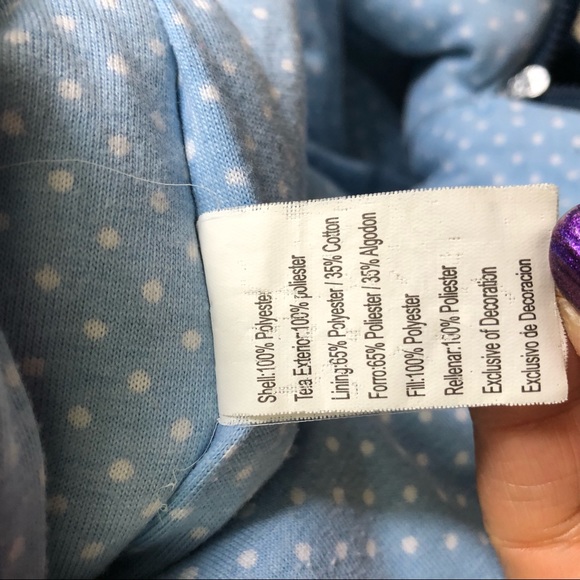 Shell:100% Polyester
Tela Exterior:100% poliester
Lining:65% Polyester / 35% Cotton
Forro:65% Poliester / 35% Algodon
Fill:100% Polyester
Rellenar:100% Poliester
Exclusive of Decoration
Exclusivo de Decoracion